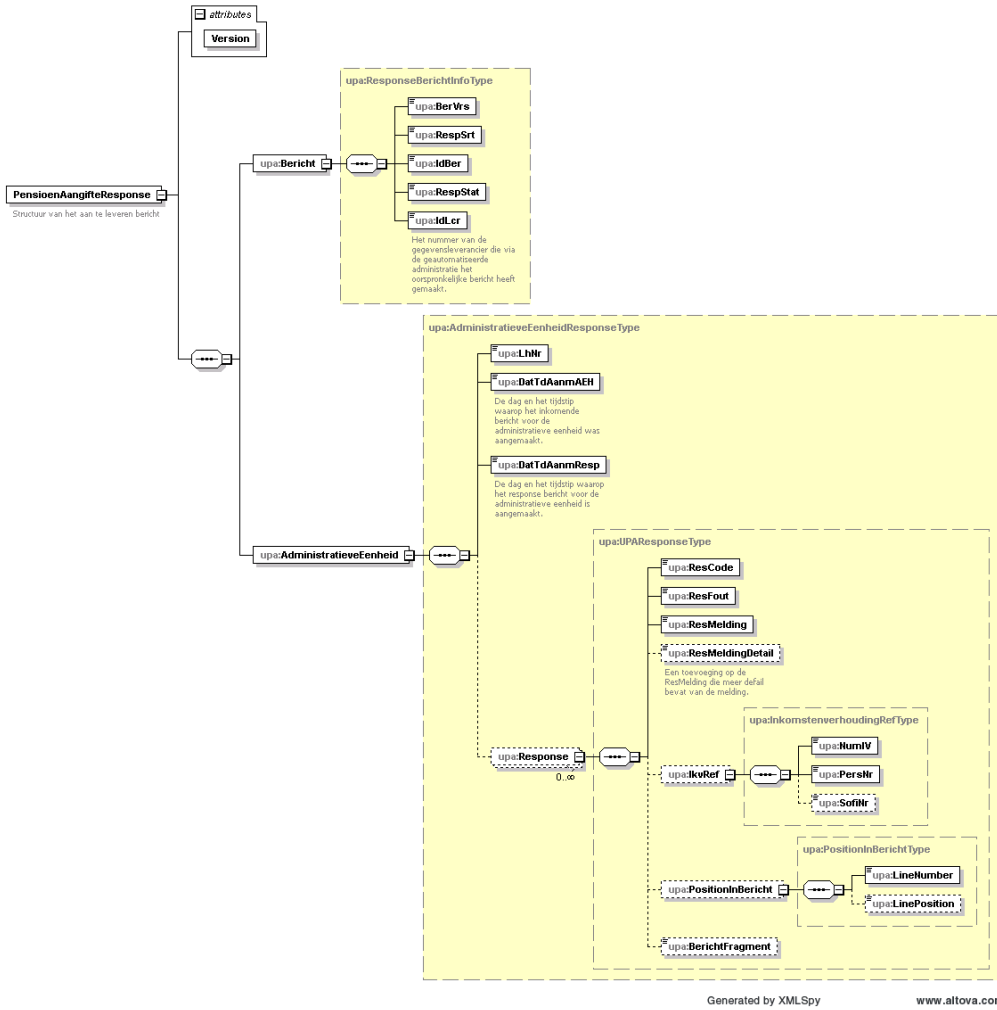 attributes
Version
upa:ResponseBerichtInfoType
upa:BerVrs
upa:RespSrt
upa:Bericht
upa:IdBer
upa:RespStat
PensioenAangifteResponse
Structuur van het aan te leveren bericht
upa:IdLcr
Het nummer van de
gegevensleverancier die via
de geautomatiseerde
administratie het
oorspronkelijke bericht heeft
gemaakt.
upa:AdministratieveEenheidResponseType
upa:LhNr
upa:DatTdAanmAEH
De dag en het tijdstip
waarop het inkomende
bericht voor de
administratieve eenheid was
aangemaakt.
upa:DatTdAanmResp
De dag en het tijdstip waarop
het response bericht voor de
administratieve eenheid is
aangemaakt.
upa:AdministratieveEenheid
upa:UPAResponseType
upa:ResCode
upa:ResFout
upa:ResMelding
upa:ResMeldingDetail
Een toevoeging op de
ResMelding die meer detail
bevat van de melding.
upa:InkomstenverhoudingRefType
upa:NumIV
upa:Response
0..∞
upa:IkvRef
upa:PersNr
upa:SofiNr
upa:PositionInBerichtType
upa:LineNumber
upa:PositionInBericht
upa:LinePosition
upa:BerichtFragment
Generated by XMLSpy
www.altova.com